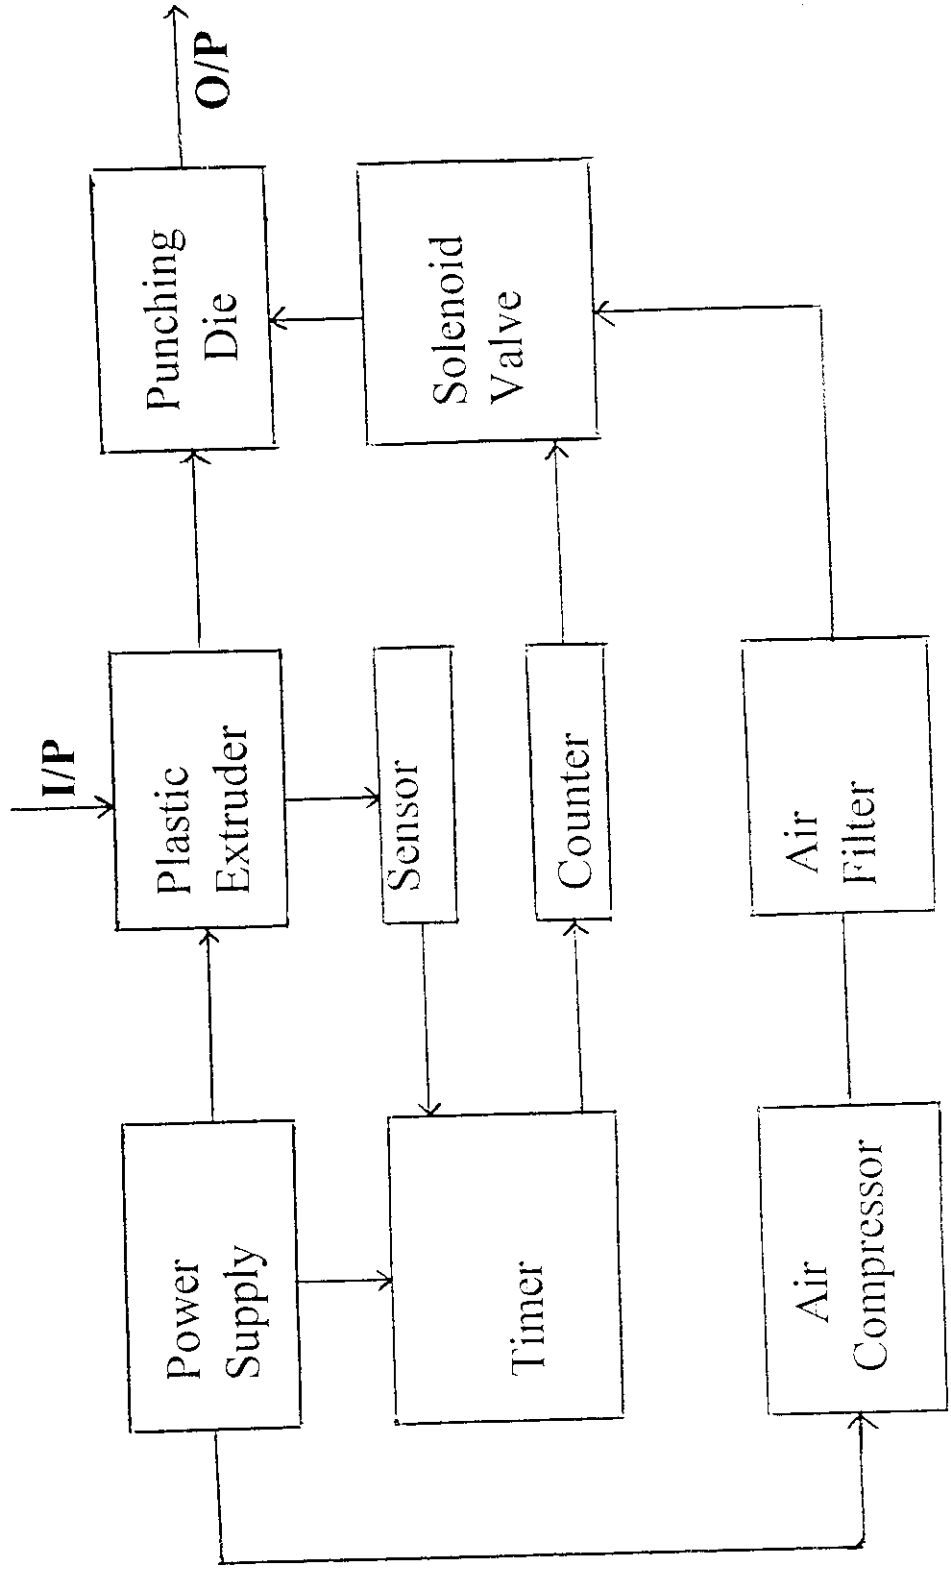 I/P
Power
Supply
Plastic
Extruder
Punching
Die
O/P
Sensor
Timer
Counter
Solenoid
Valve
Air
Compressor
Air
Filter